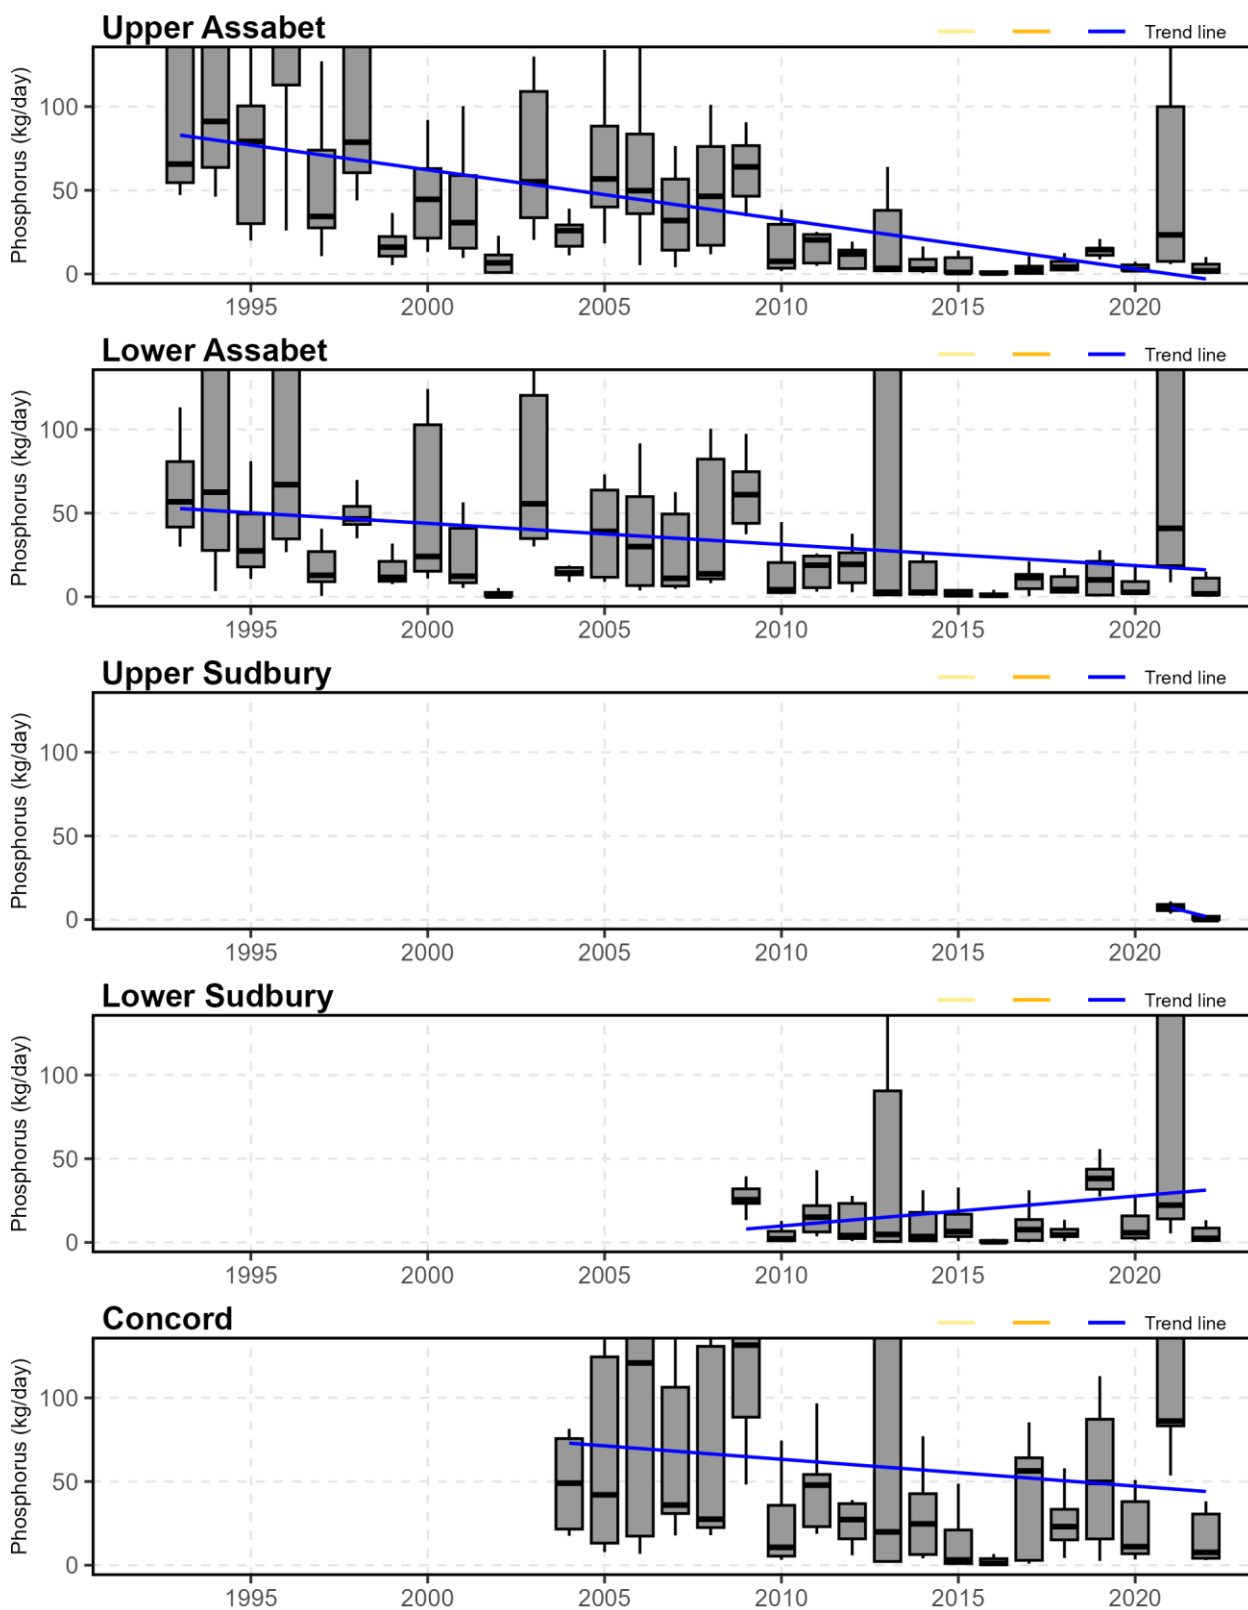 Upper Assabet
Trend line
Phosphorus (kg/day)
100
50
0
1995 2000 2005 2010 2015 2020
Lower Assabet
Trend line
Phosphorus (kg/day)
100
50
0
1995 2000 2005 2010 2015 2020
Upper Sudbury
Trend line
Phosphorus (kg/day)
100
50
0
1995 2000 2005 2010 2015 2020
Lower Sudbury
Trend line
Phosphorus (kg/day)
100
50
0
1995 2000 2005 2010 2015 2020
Concord
Trend line
Phosphorus (kg/day)
100
50
0
1995 2000 2005 2010 2015 2020